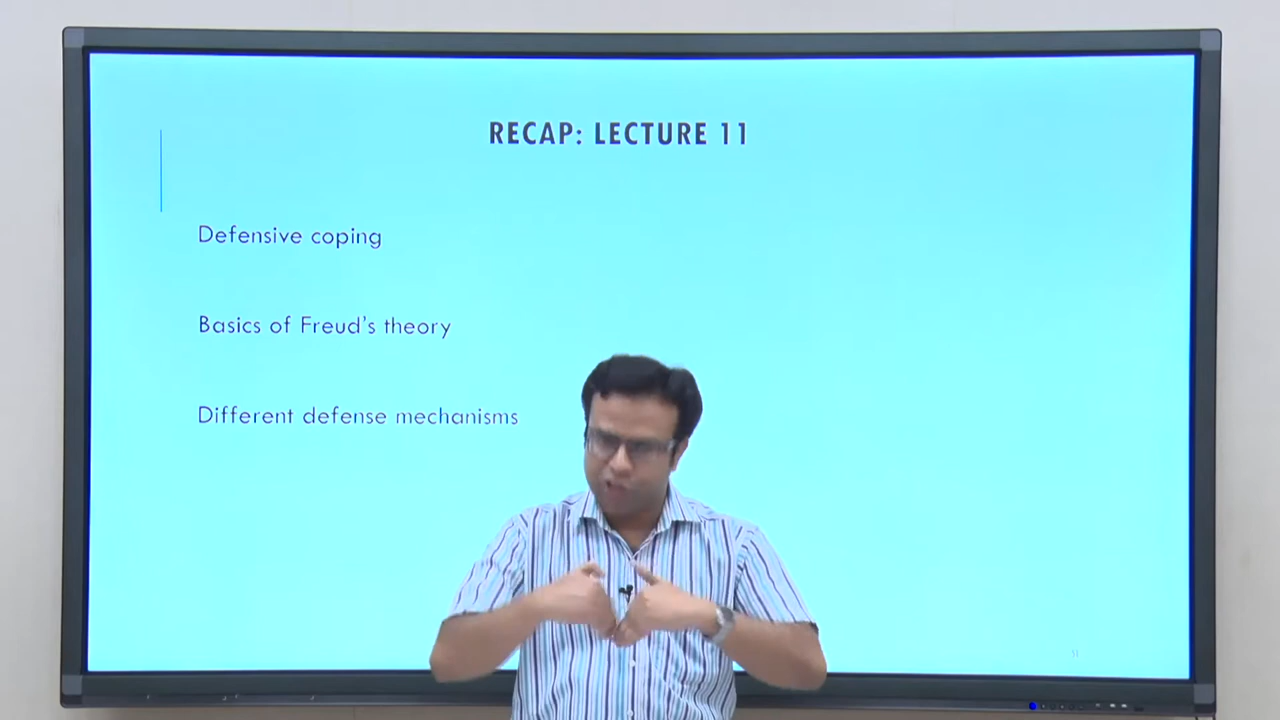 RECAP: LECTURE 11
Defensive coping
Basics of Freud's theory
Different defense mechanisms